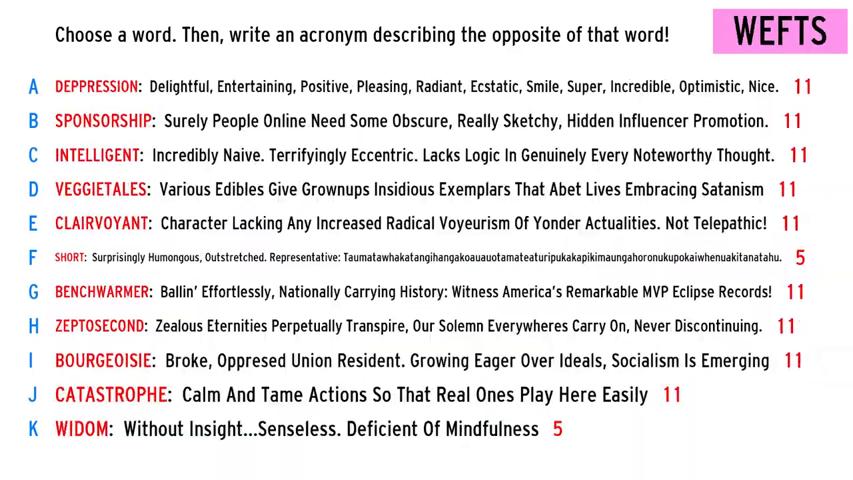 Choose a word. Then, write an acronym describing the opposite of that word!
WEFTS
A DEPPRESSION: Delightful, Entertaining, Positive, Pleasing, Radiant, Ecstatic, Smile, Super, Incredible, Optimistic, Nice. 11
B SPONSORSHIP: Surely People Online Need Some Obscure, Really Sketchy, Hidden Influencer Promotion. 11
C INTELLIGENT: Incredibly Naive. Terrifyingly Eccentric. Lacks Logic In Genuinely Every Noteworthy Thought. 11
D VEGGIETALES: Various Edibles Give Grownups Insidious Exemplars That Abet Lives Embracing Satanism 11
E CLAIRVOYANT: Character Lacking Any Increased Radical Voyeurism Of Yonder Actualities. Not Telepathic! 11
F SHORT: Surprisingly Humongous, Outstretched. Representative: Taumatawhakatangihangakoauauotamateaturipukakapikimaungahoronukupokaiwhenuakitanatahu. 5
G BENCHWARMER: Ballin' Effortlessly, Nationally Carrying History: Witness America's Remarkable MVP Eclipse Records! 11
H ZEPTOSECOND: Zealous Eternities Perpetually Transpire, Our Solemn Everywheres Carry On, Never Discontinuing. 11
I BOURGEOISIE: Broke, Oppresed Union Resident. Growing Eager Over Ideals, Socialism Is Emerging 11
J CATASTROPHE: Calm And Tame Actions So That Real Ones Play Here Easily 11
K WIDOM: Without Insight...Senseless. Deficient Of Mindfulness 5